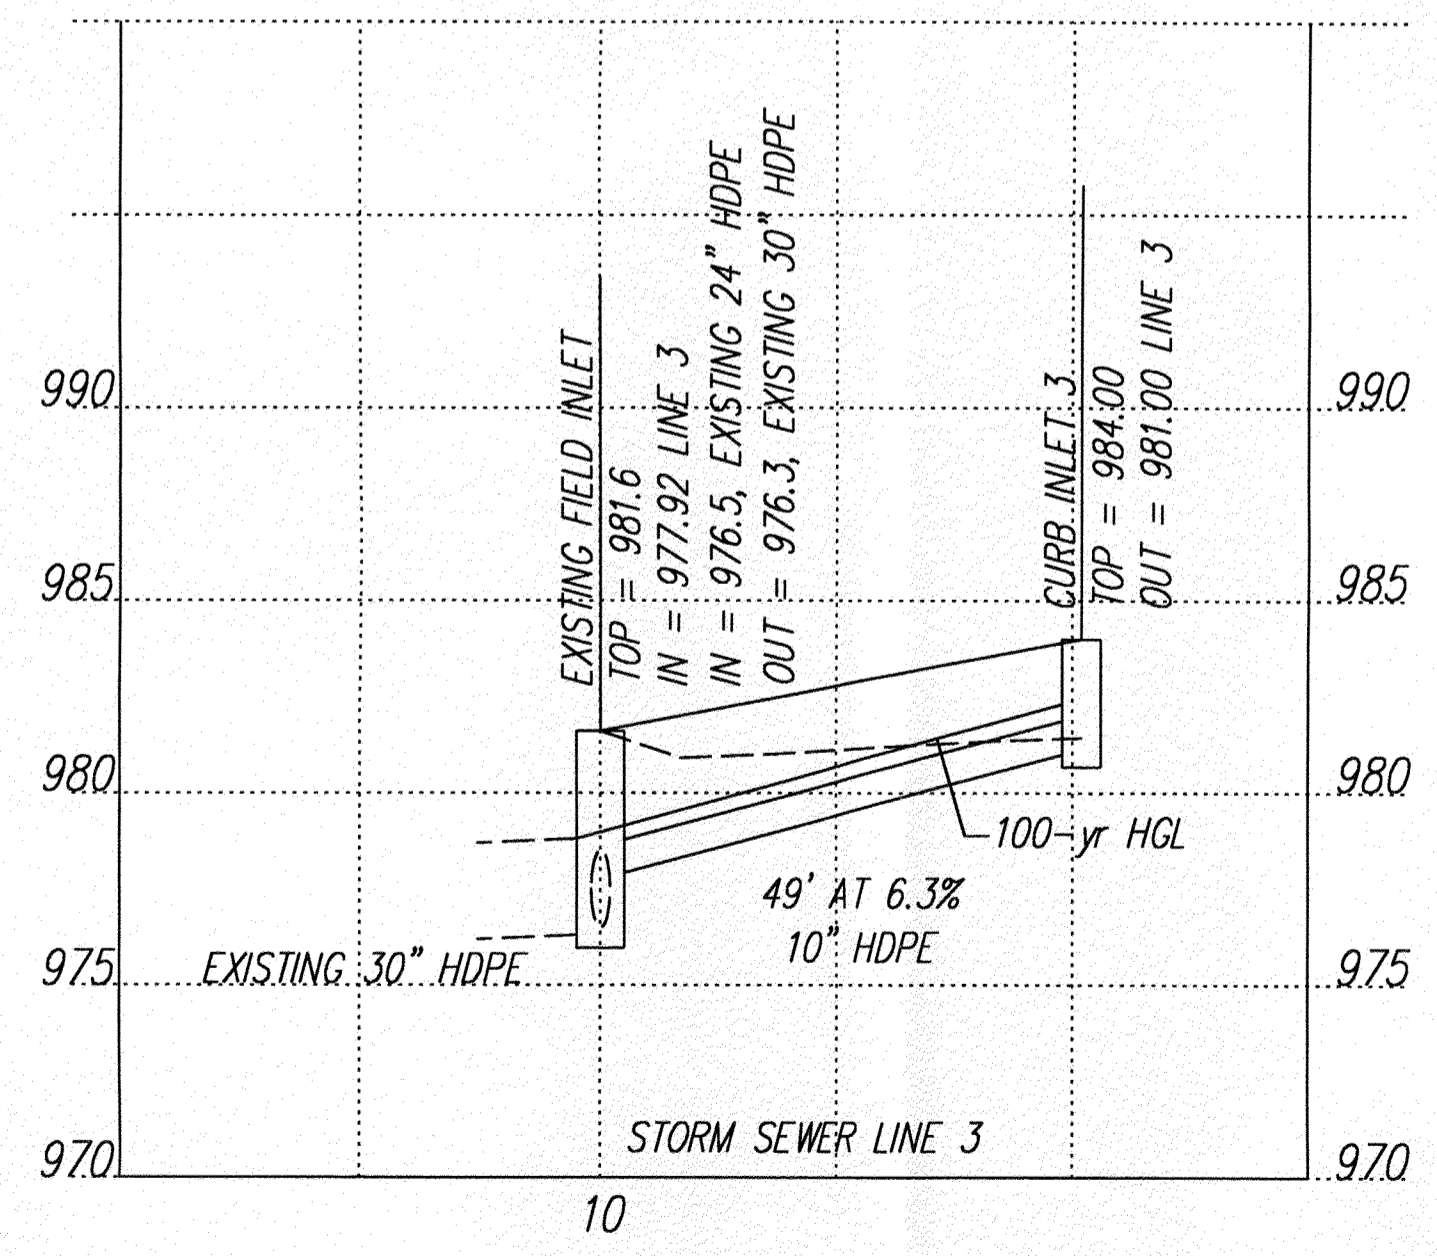 EXISTING FIELD INLET
TOP = 981.6
IN = 977.92 LINE 3
IN = 976.5, EXISTING 24" HDPE
OUT = 976.3, EXISTING 30" HDPE
CURB INLET 3
TOP = 984.00
OUT = 981.00 LINE 3
990
990
985
985
980
980
100-yr HGL
49' AT 6.3%
10" HDPE
975
EXISTING 30" HDPE
975
STORM SEWER LINE 3
970
970
10